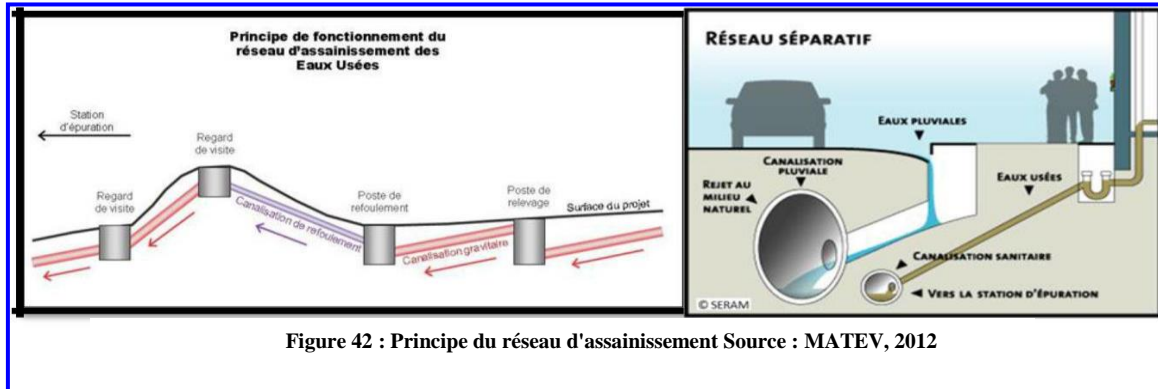 Principe de fonctionnement du
réseau d'assainissement des
Eaux Usées
Station
d'épuration
Regard
de visite
Regard
de visite
Canalisation de refoulement
Poste de
refoulement
Canalisation gravitaire
Poste de
relevage
Surface du projet
RÉSEAU SÉPARATIF
EAUX PLUVIALES
CANALISATION
PLUVIALE
REJET AU
MILIEU
NATUREL
EAUX USÉES
CANALISATION SANITAIRE
VERS LA STATION D'ÉPURATION
© SERAM
Figure 42 : Principe du réseau d'assainissement Source : MATEV, 2012